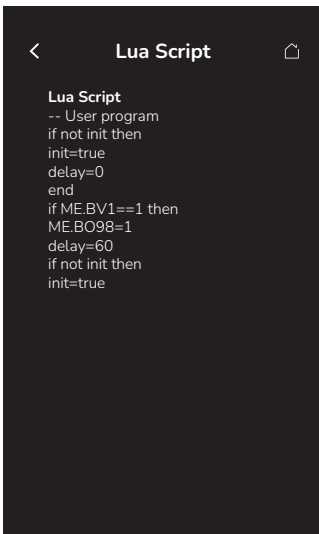 Lua Script
Lua Script
-- User program
if not init then
init=true
delay=0
end
if ME.BV1==1 then
ME.BO98=1
delay=60
if not init then
init=true